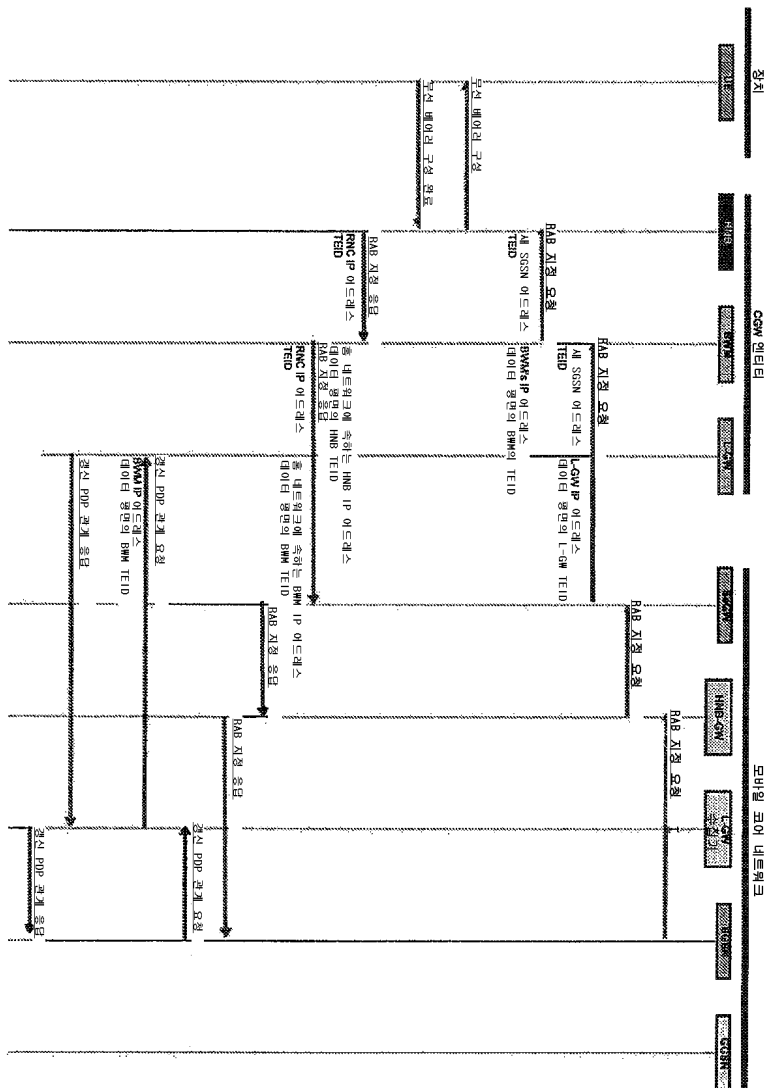 장치
CGW 엔티티
모바일 코어 네트워크
UE
HNB
BWM
L-GW
SeGW
HNB-GW
L-GW
수집기
SGSN
GGSN
RAB 지정 요청
RAB 지정 요청
RAB 지정 요청
새 SGSN 어드레스
TEID
L-GW IP 어드레스
데이터 평면의 L-GW TEID
RAB 지정 요청
새 SGSN 어드레스
TEID
BWM's IP 어드레스
데이터 평면의 BWM의 TEID
무선 베어러 구성
무선 베어러 구성 완료
RAB 지정 응답
RNC IP 어드레스
TEID
홈 네트워크에 속하는 HNB IP 어드레스
데이터 평면의 HNB TEID
RAB 지정 응답
RNC IP 어드레스
TEID
홈 네트워크에 속하는 BWM IP 어드레스
데이터 평면의 BWM TEID
RAB 지정 응답
RAB 지정 응답
갱신 PDP 관계 요청
갱신 PDP 관계 요청
BWM IP 어드레스
데이터 평면의 BWM TEID
갱신 PDP 관계 응답
갱신 PDP 관계 응답